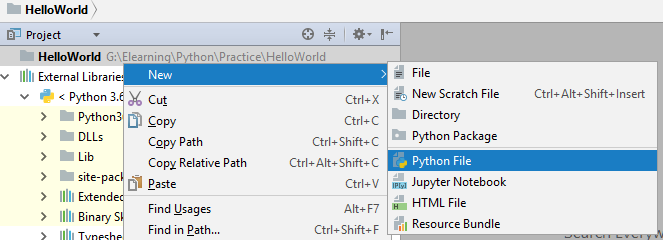 HelloWorld
Project
HelloWorld G:\Elearning\Python\Practice\HelloWorld
External Libraries
< Python 3.6
DLLs
Lib
site-pack
Extended
Binary Sk
Typeshed
New
Cut Ctrl+X
Copy Ctrl+C
Copy Path Ctrl+Shift+C
Copy Relative Path Ctrl+Alt+Shift+C
Paste Ctrl+V
Find Usages Alt+F7
Find in Path... Ctrl+Shift+F
File
New Scratch File Ctrl+Alt+Shift+Insert
Directory
Python Package
Python File
Jupyter Notebook
HTML File
Resource Bundle
Search Everyw